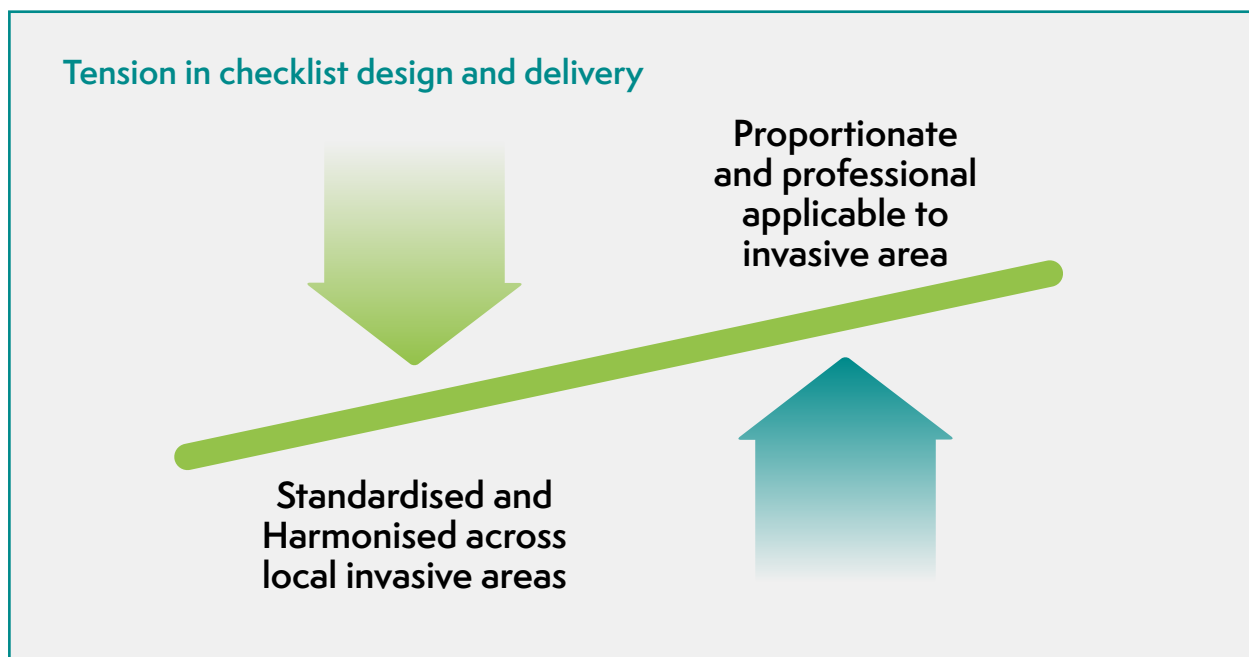 Tension in checklist design and delivery
Proportionate
and professional
applicable to
invasive area
Standardised and
Harmonised across
local invasive areas